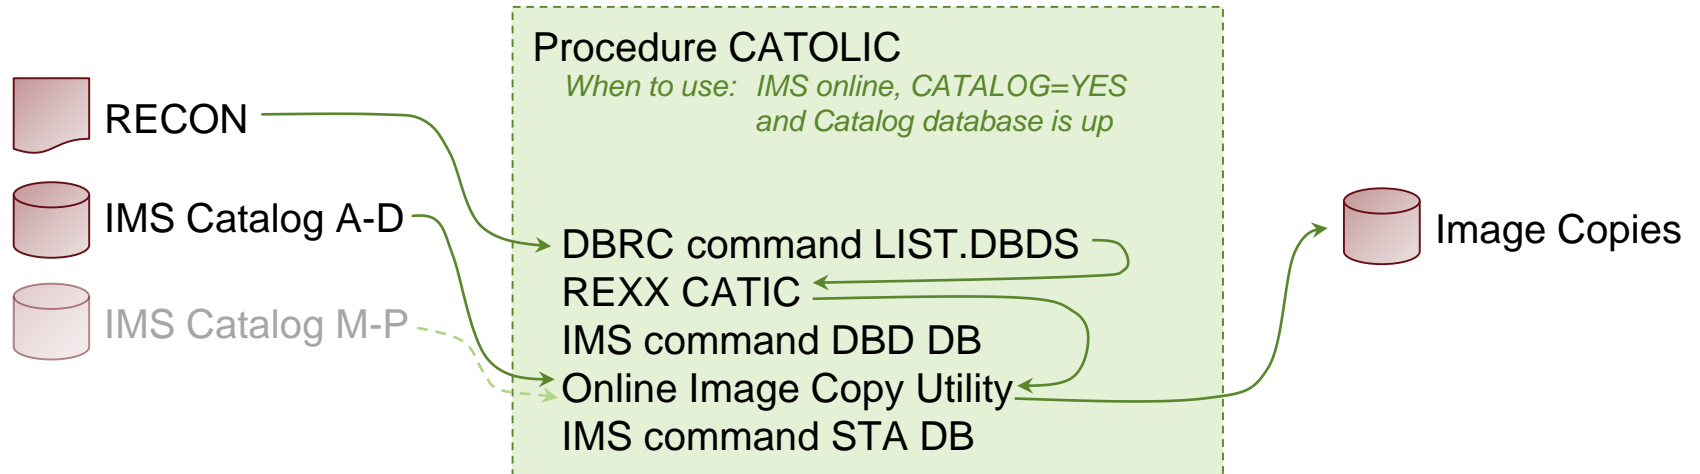 Procedure CATOLIC
When to use: IMS online, CATALOG=YES
and Catalog database is up
RECON
IMS Catalog A-D
IMS Catalog M-P
DBRC command LIST.DBDS
REXX CATIC
IMS command DBD DB
Online Image Copy Utility
IMS command STA DB
Image Copies